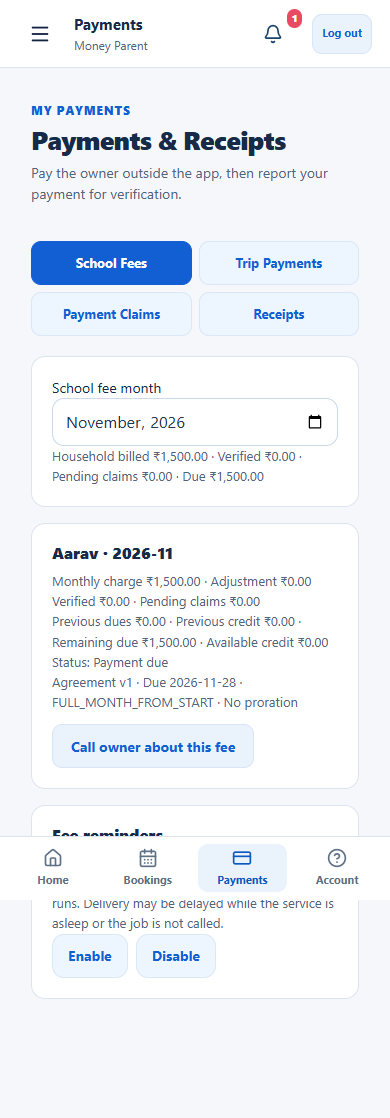 Payments
Money Parent
1
Log out
MY PAYMENTS
Payments & Receipts
Pay the owner outside the app, then report your
payment for verification.
School Fees
Trip Payments
Payment Claims
Receipts
School fee month
November, 2026
Household billed ₹1,500.00 · Verified ₹0.00 ·
Pending claims ₹0.00 · Due ₹1,500.00
Aarav · 2026-11
Monthly charge ₹1,500.00 · Adjustment ₹0.00
Verified ₹0.00 · Pending claims ₹0.00
Previous dues ₹0.00 · Previous credit ₹0.00 ·
Remaining due ₹1,500.00 · Available credit ₹0.00
Status: Payment due
Agreement v1 · Due 2026-11-28 ·
FULL_MONTH_FROM_START · No proration
Call owner about this fee
Fee reminders
Home
Bookings
Payments
Account
runs. Delivery may be delayed while the service is
asleep or the job is not called.
Enable
Disable